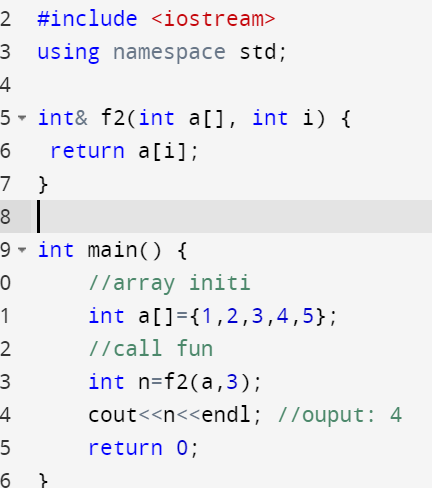 2 #include <iostream>
3 using namespace std;
4
5 int& f2(int a[], int i) {
6 return a[i];
7 }
8
9 int main() {
0 //array initi
1 int a[]={1,2,3,4,5};
2 //call fun
3 int n=f2(a,3);
4 cout<<n<<endl; //ouput: 4
5 return 0;
6 }